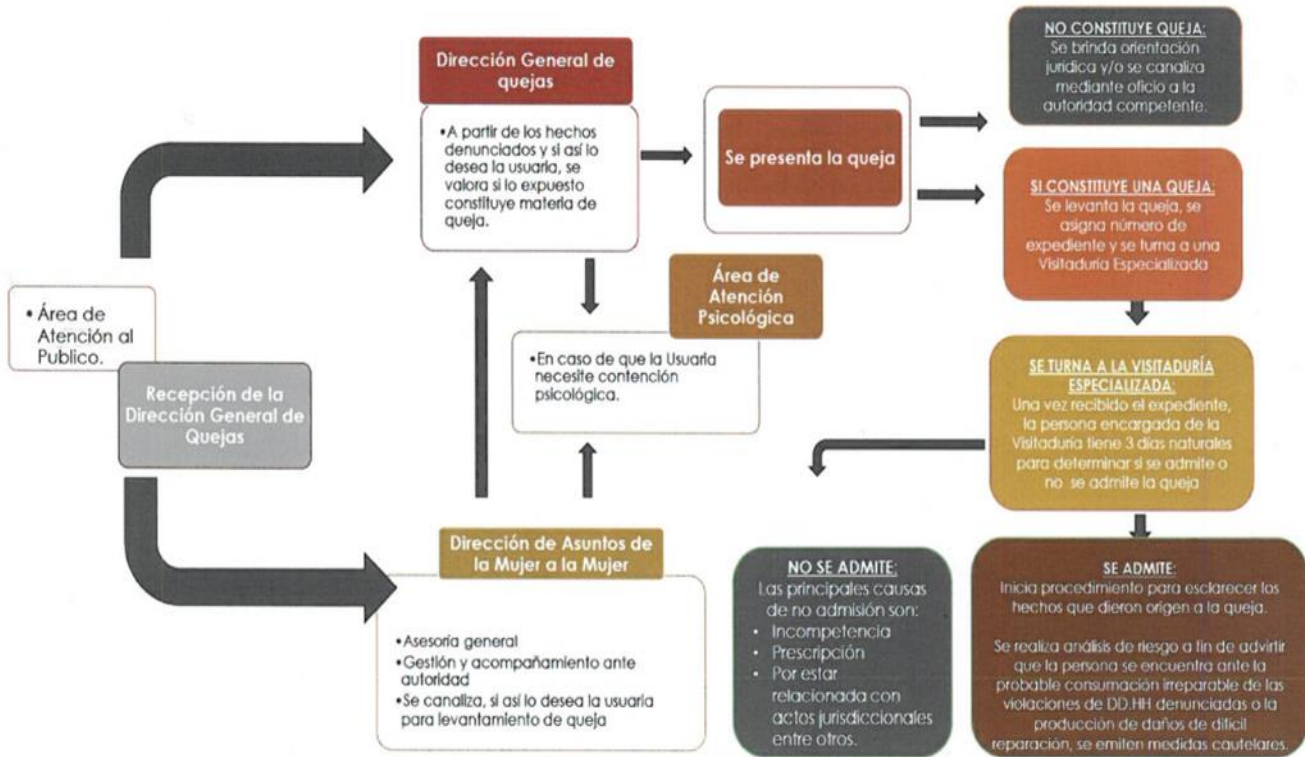 Área de
Atención al
Publico.
Recepción de la
Dirección General de
Quejas
Dirección General de
quejas
A partir de los hechos
denunciados y si así lo
desea la usuaria, se
valora si lo expuesto
constituye materia de
queja.
Se presenta la queja
NO CONSTITUYE QUEJA:
Se brinda orientación
jurídica y/o se canaliza
mediante oficio a la
autoridad competente.
SI CONSTITUYE UNA QUEJA:
Se levanta la queja, se
asigna número de
expediente y se turna a una
Visitaduría Especializada
Área de
Atención
Psicológica
En caso de que la Usuaria
necesite contención
psicológica.
SE TURNA A LA VISITADURÍA
ESPECIALIZADA:
Una vez recibido el expediente,
la persona encargada de la
Visitaduría tiene 3 días naturales
para determinar si se admite o
no se admite la queja
Dirección de Asuntos de
la Mujer a la Mujer
Asesoría general
Gestión y acompañamiento ante
autoridad
Se canaliza, si así lo desea la usuaria
para levantamiento de queja
NO SE ADMITE:
Las principales causas
de no admisión son:
Incompetencia
Prescripción
Por estar
relacionada con
actos jurisdiccionales
entre otros.
SE ADMITE:
Inicia procedimiento para esclarecer los
hechos que dieron origen a la queja.
Se realiza análisis de riesgo a fin de advirtir
que la persona se encuentra ante la
probable consumación irreparable de las
violaciones de DD.HH denunciadas o la
producción de daños de difícil
reparación, se emiten medidas cautelares.